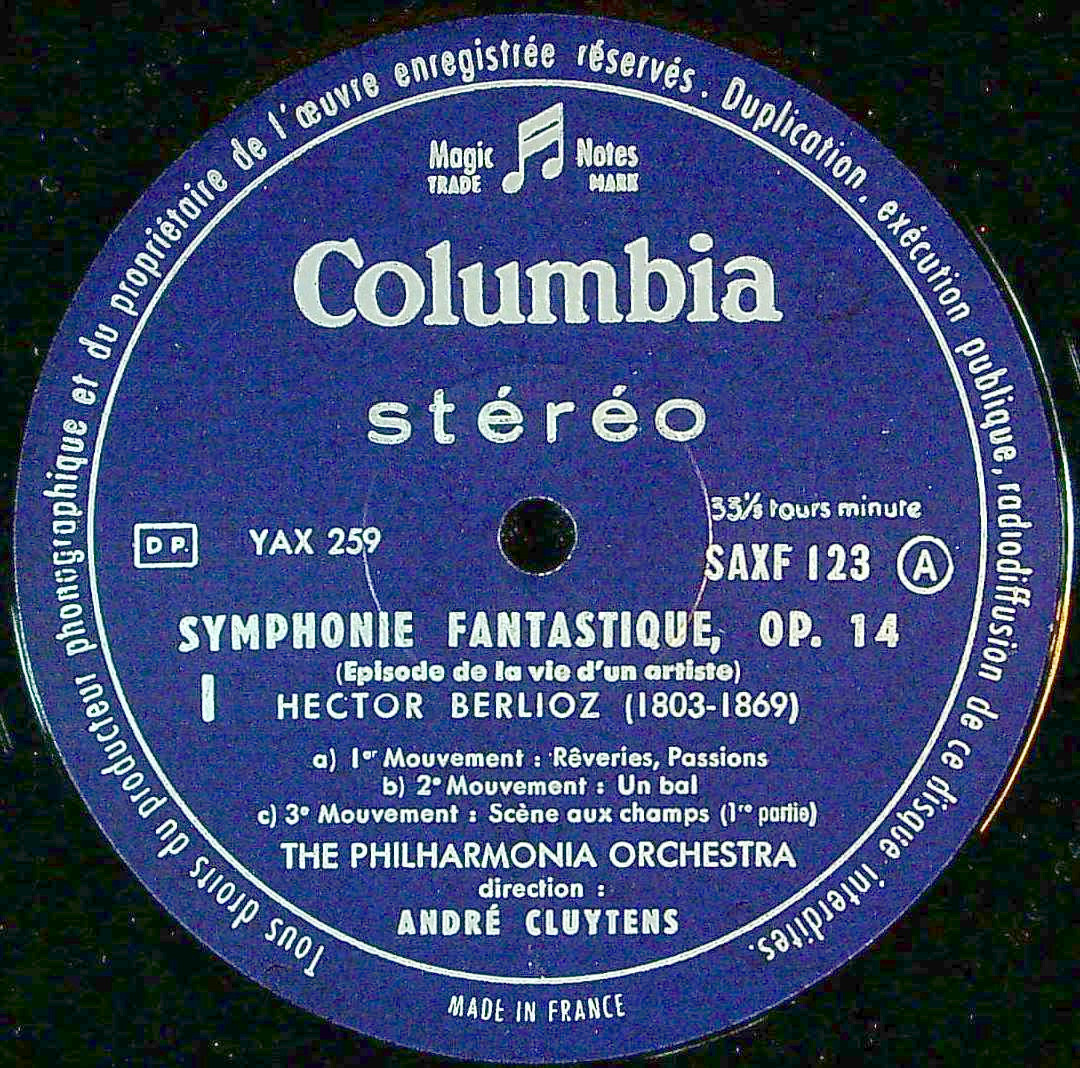 Tous droits du producteur phonographique et du propriétaire de l'œuvre enregistrée réservés. Duplication, exécution publique, radiodiffusion de ce disque interdites.
Magic Notes
TRADE MARK
Columbia
stéréo
33⅓ tours minute
D P. YAX 259 SAXF 123 A
SYMPHONIE FANTASTIQUE, OP. 14
(Episode de la vie d'un artiste)
I HECTOR BERLIOZ (1803-1869)
a) 1er Mouvement : Rêveries, Passions
b) 2e Mouvement : Un bal
c) 3e Mouvement : Scène aux champs (1re partie)
THE PHILHARMONIA ORCHESTRA
direction :
ANDRÉ CLUYTENS
MADE IN FRANCE